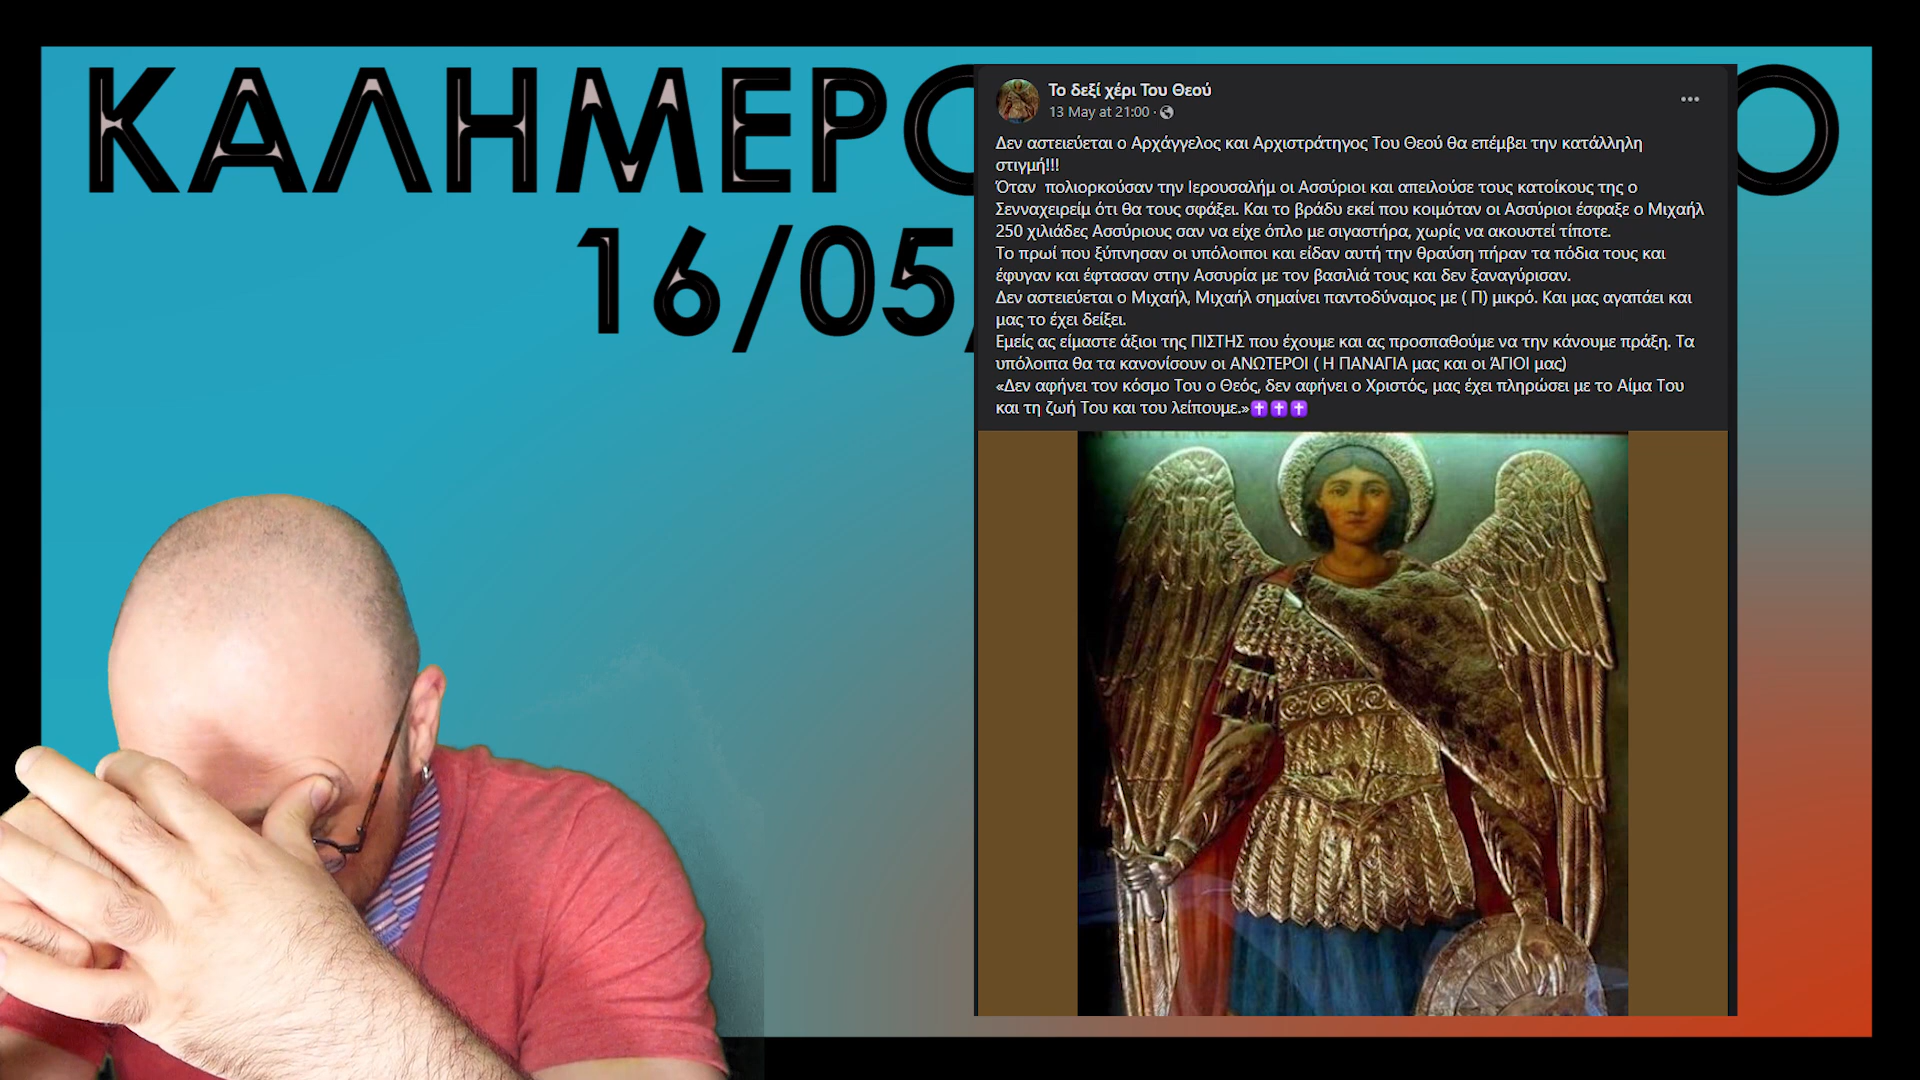 ΚΑΛΗΜΕΡΟ
16/05
Το δεξί χέρι Του Θεού
13 May at 21:00 ·
Δεν αστειεύεται ο Αρχάγγελος και Αρχιστράτηγος Του Θεού θα επέμβει την κατάλληλη
στιγμή!!!
Όταν πολιορκούσαν την Ιερουσαλήμ οι Ασσύριοι και απειλούσε τους κατοίκους της ο
Σενναχειρείμ ότι θα τους σφάξει. Και το βράδυ εκεί που κοιμόταν οι Ασσύριοι έσφαξε ο Μιχαήλ
250 χιλιάδες Ασσύριους σαν να είχε όπλο με σιγαστήρα, χωρίς να ακουστεί τίποτε.
Το πρωί που ξύπνησαν οι υπόλοιποι και είδαν αυτή την θραύση πήραν τα πόδια τους και
έφυγαν και έφτασαν στην Ασσυρία με τον βασιλιά τους και δεν ξαναγύρισαν.
Δεν αστειεύεται ο Μιχαήλ, Μιχαήλ σημαίνει παντοδύναμος με ( Π) μικρό. Και μας αγαπάει και
μας το έχει δείξει.
Εμείς ας είμαστε άξιοι της ΠΙΣΤΗΣ που έχουμε και ας προσπαθούμε να την κάνουμε πράξη. Τα
υπόλοιπα θα τα κανονίσουν οι ΑΝΩΤΕΡΟΙ ( Η ΠΑΝΑΓΙΑ μας και οι ΆΓΙΟΙ μας)
«Δεν αφήνει τον κόσμο Του ο Θεός, δεν αφήνει ο Χριστός, μας έχει πληρώσει με το Αίμα Του
και τη ζωή Του και του λείπουμε.»✝️✝️✝️